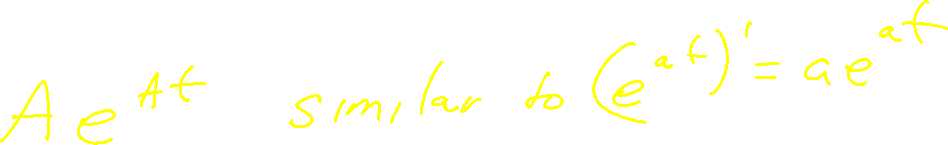 A e^{At} similar to (e^{at})' = a e^{at}